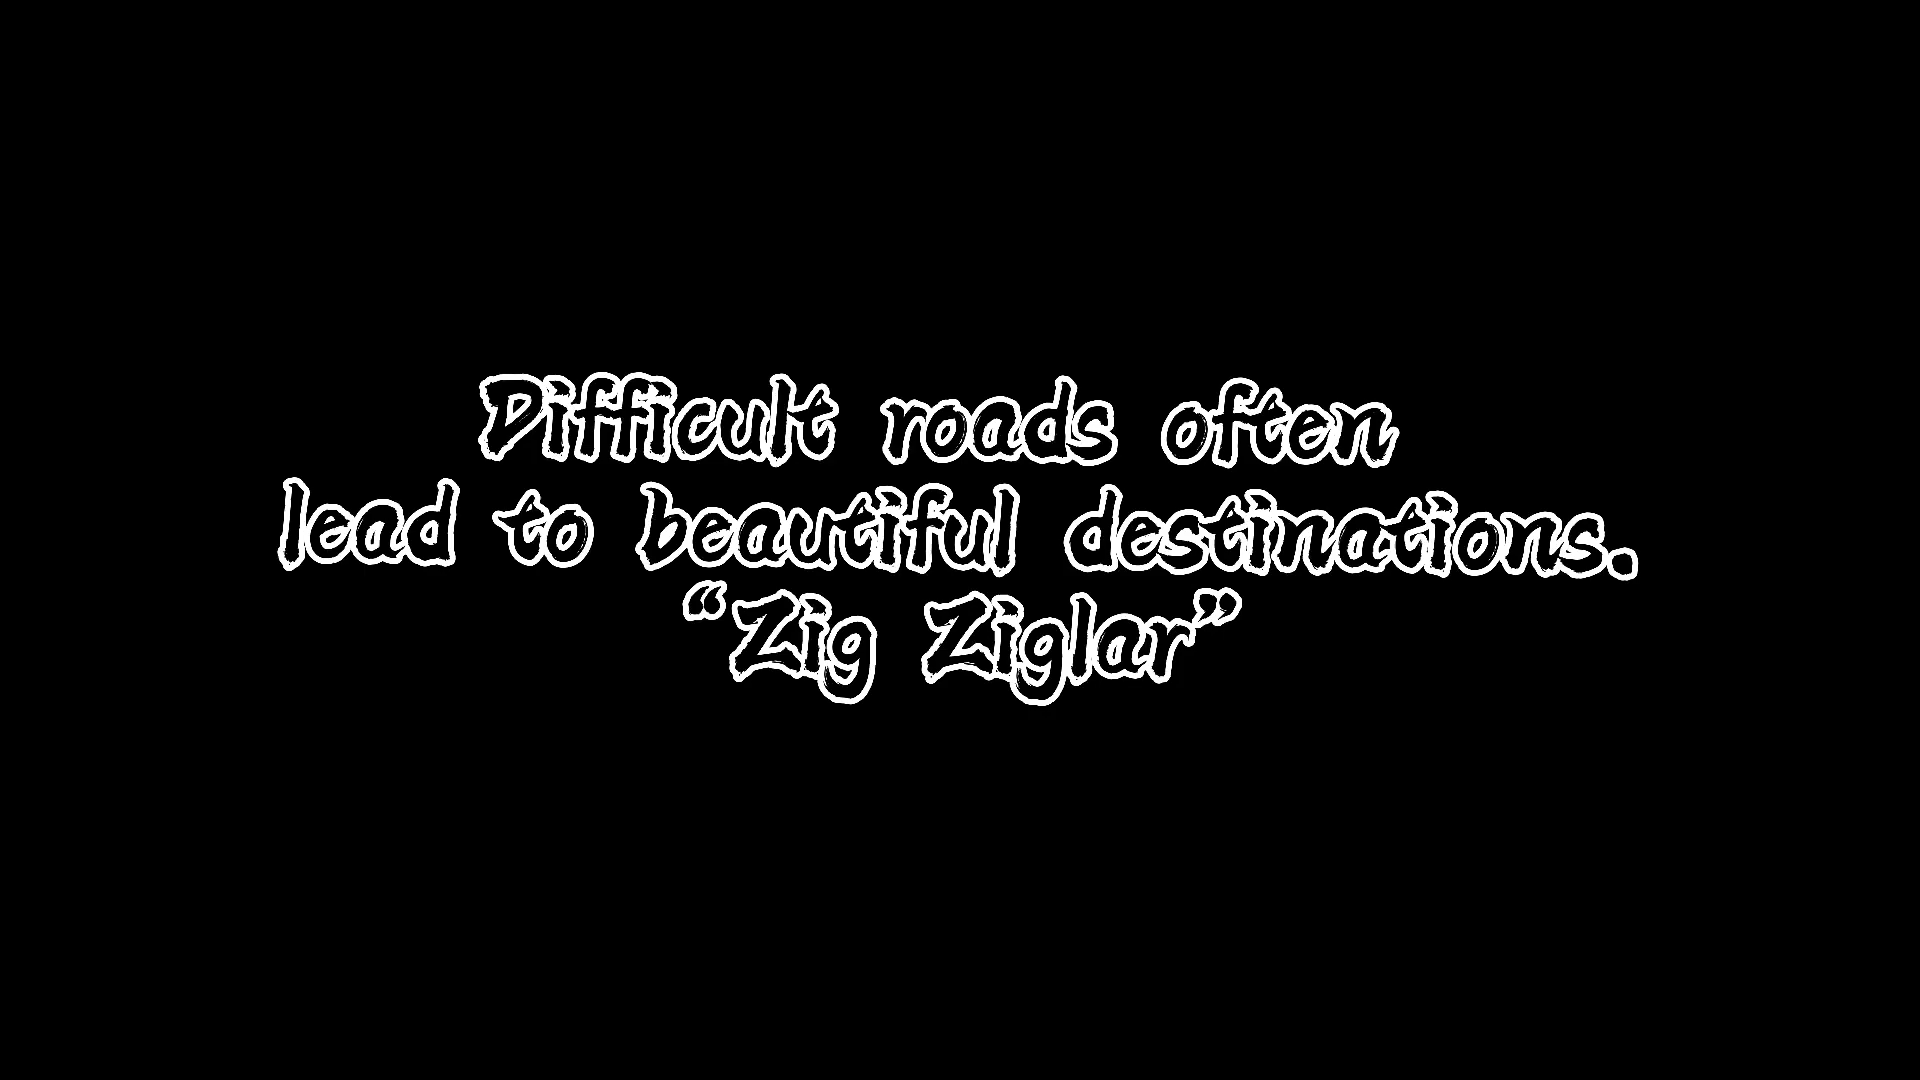 Difficult roads often
lead to beautiful destinations.
“Zig Ziglar”